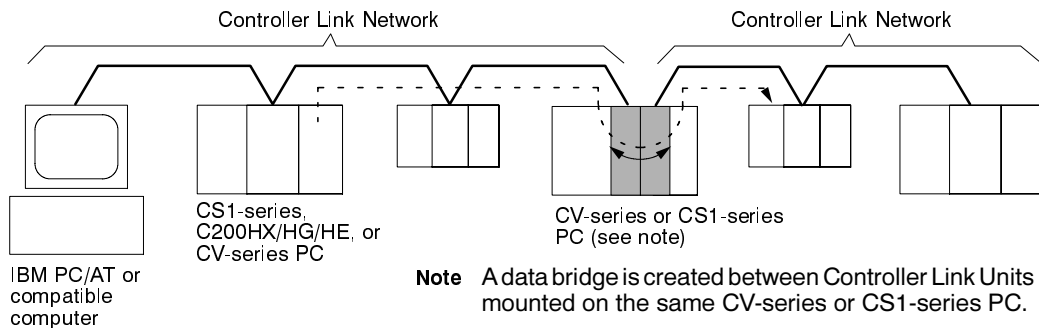 Controller Link Network
Controller Link Network
CS1-series,
C200HX/HG/HE, or
CV-series PC
CV-series or CS1-series
PC (see note)
IBM PC/AT or
compatible
computer
Note A data bridge is created between Controller Link Units
mounted on the same CV-series or CS1-series PC.